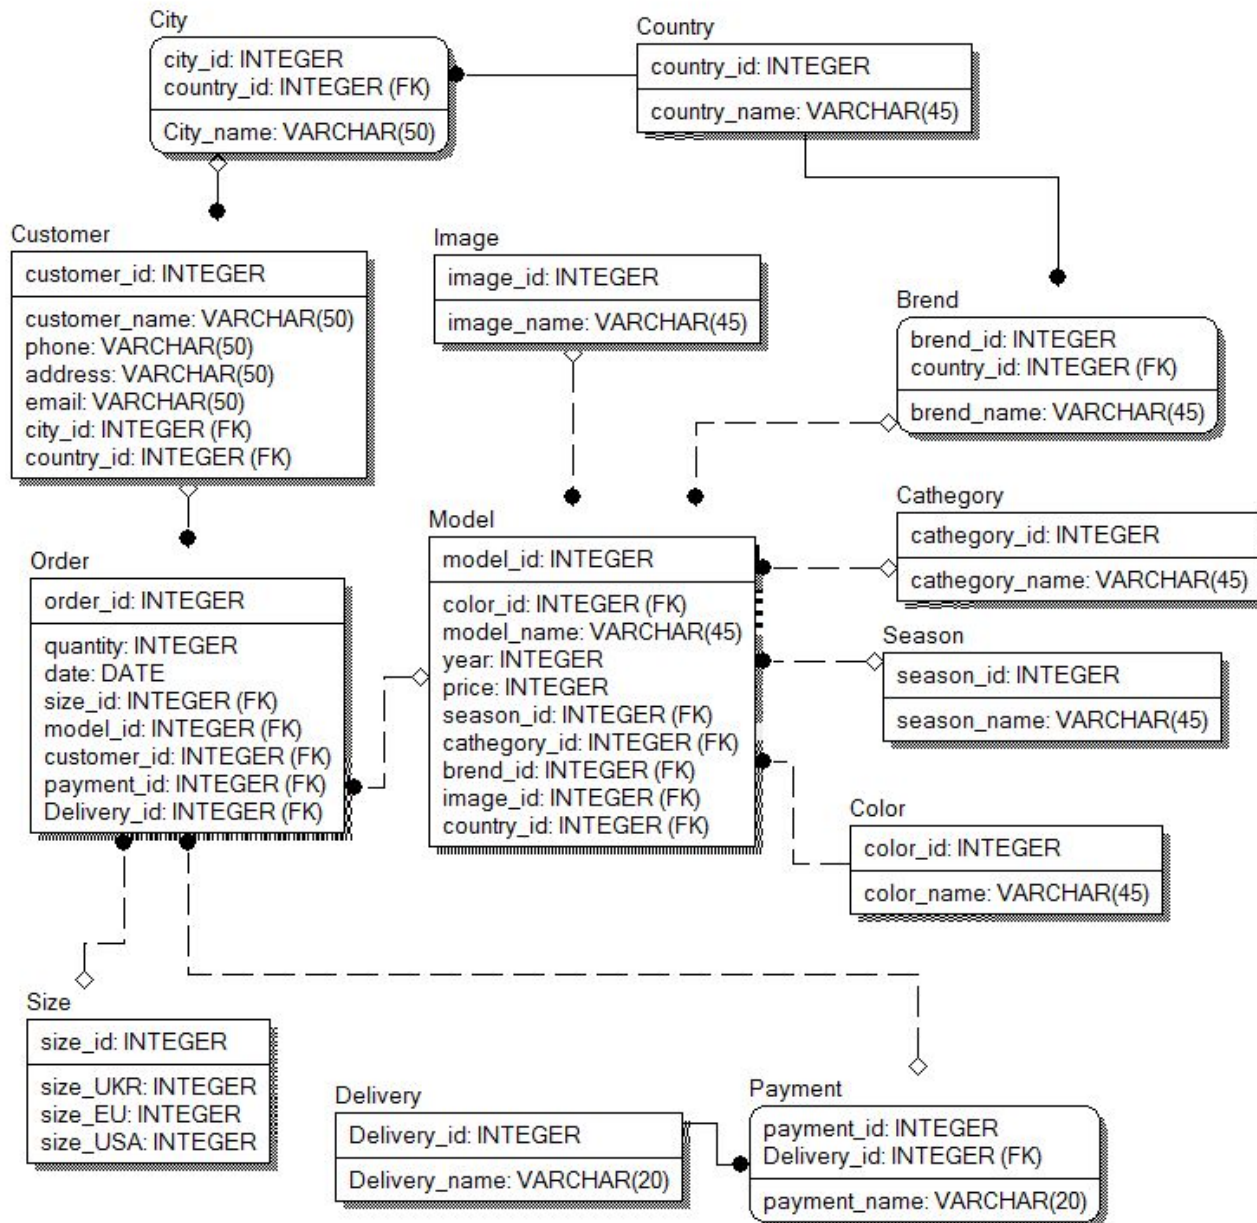 City
city_id: INTEGER
country_id: INTEGER (FK)
City_name: VARCHAR(50)
Country
country_id: INTEGER
country_name: VARCHAR(45)
Customer
customer_id: INTEGER
customer_name: VARCHAR(50)
phone: VARCHAR(50)
address: VARCHAR(50)
email: VARCHAR(50)
city_id: INTEGER (FK)
country_id: INTEGER (FK)
Image
image_id: INTEGER
image_name: VARCHAR(45)
Brend
brend_id: INTEGER
country_id: INTEGER (FK)
brend_name: VARCHAR(45)
Cathegory
cathegory_id: INTEGER
cathegory_name: VARCHAR(45)
Model
model_id: INTEGER
color_id: INTEGER (FK)
model_name: VARCHAR(45)
year: INTEGER
price: INTEGER
season_id: INTEGER (FK)
cathegory_id: INTEGER (FK)
brend_id: INTEGER (FK)
image_id: INTEGER (FK)
country_id: INTEGER (FK)
Order
order_id: INTEGER
quantity: INTEGER
date: DATE
size_id: INTEGER (FK)
model_id: INTEGER (FK)
customer_id: INTEGER (FK)
payment_id: INTEGER (FK)
Delivery_id: INTEGER (FK)
Season
season_id: INTEGER
season_name: VARCHAR(45)
Color
color_id: INTEGER
color_name: VARCHAR(45)
Size
size_id: INTEGER
size_UKR: INTEGER
size_EU: INTEGER
size_USA: INTEGER
Delivery
Delivery_id: INTEGER
Delivery_name: VARCHAR(20)
Payment
payment_id: INTEGER
Delivery_id: INTEGER (FK)
payment_name: VARCHAR(20)